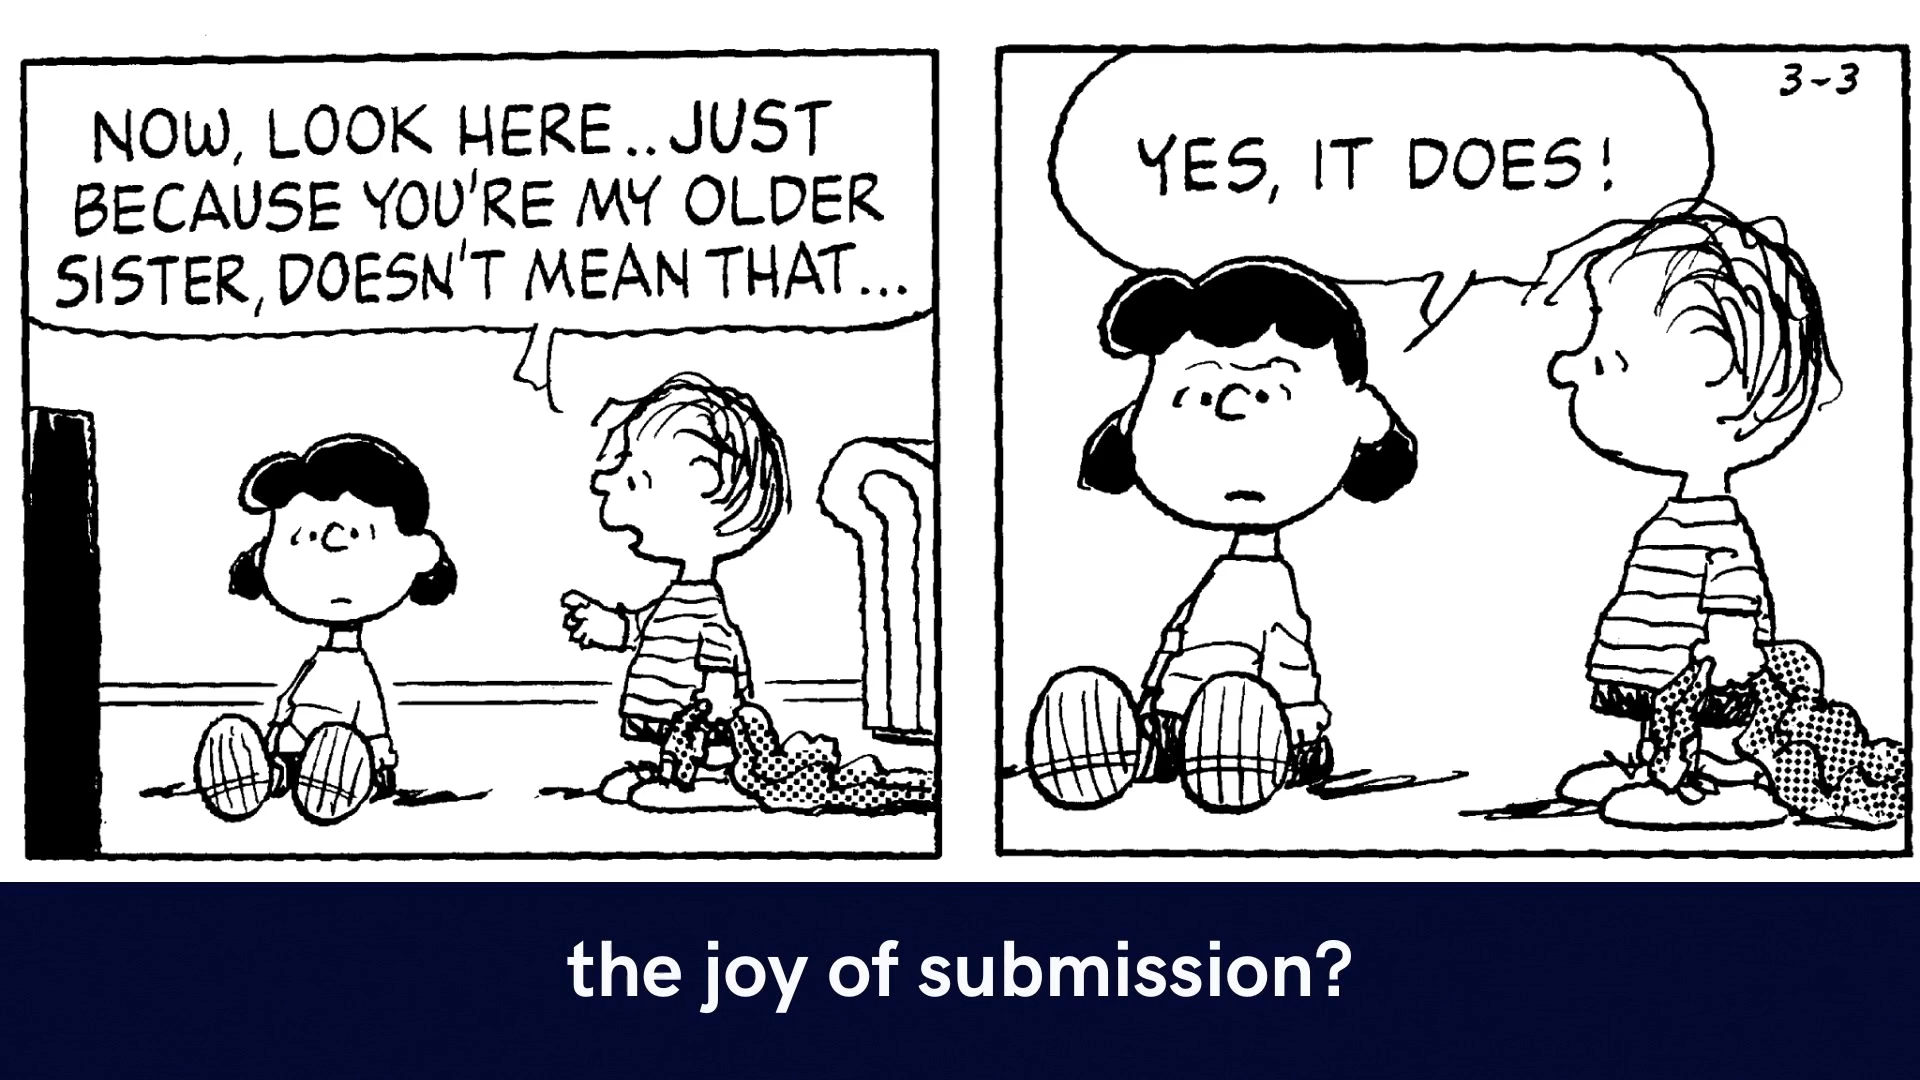 NOW, LOOK HERE..JUST
BECAUSE YOU'RE MY OLDER
SISTER, DOESN'T MEAN THAT...
YES, IT DOES!
3-3
the joy of submission?